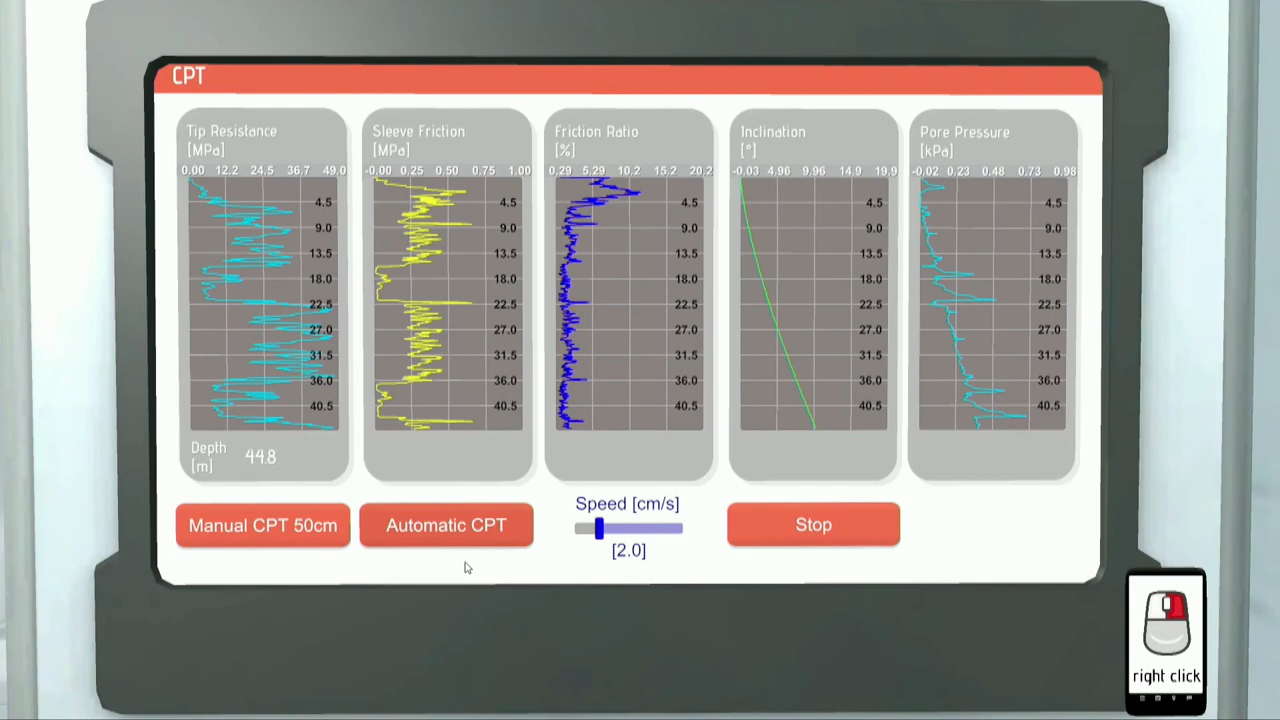 CPT
Tip Resistance
[MPa]
0.00 12.2 24.5 36.7 49.0
4.5
9.0
13.5
18.0
22.5
27.0
31.5
36.0
40.5
Depth
[m]
44.8
Sleeve Friction
[MPa]
-0.00 0.25 0.50 0.75 1.00
4.5
9.0
13.5
18.0
22.5
27.0
31.5
36.0
40.5
Friction Ratio
[%]
0.29 5.29 10.2 15.2 20.2
4.5
9.0
13.5
18.0
22.5
27.0
31.5
36.0
40.5
Inclination
[°]
-0.03 4.96 9.96 14.9 19.9
4.5
9.0
13.5
18.0
22.5
27.0
31.5
36.0
40.5
Pore Pressure
[kPa]
-0.02 0.23 0.48 0.73 0.98
4.5
9.0
13.5
18.0
22.5
27.0
31.5
36.0
40.5
Manual CPT 50cm
Automatic CPT
Speed [cm/s]
[2.0]
Stop
right click